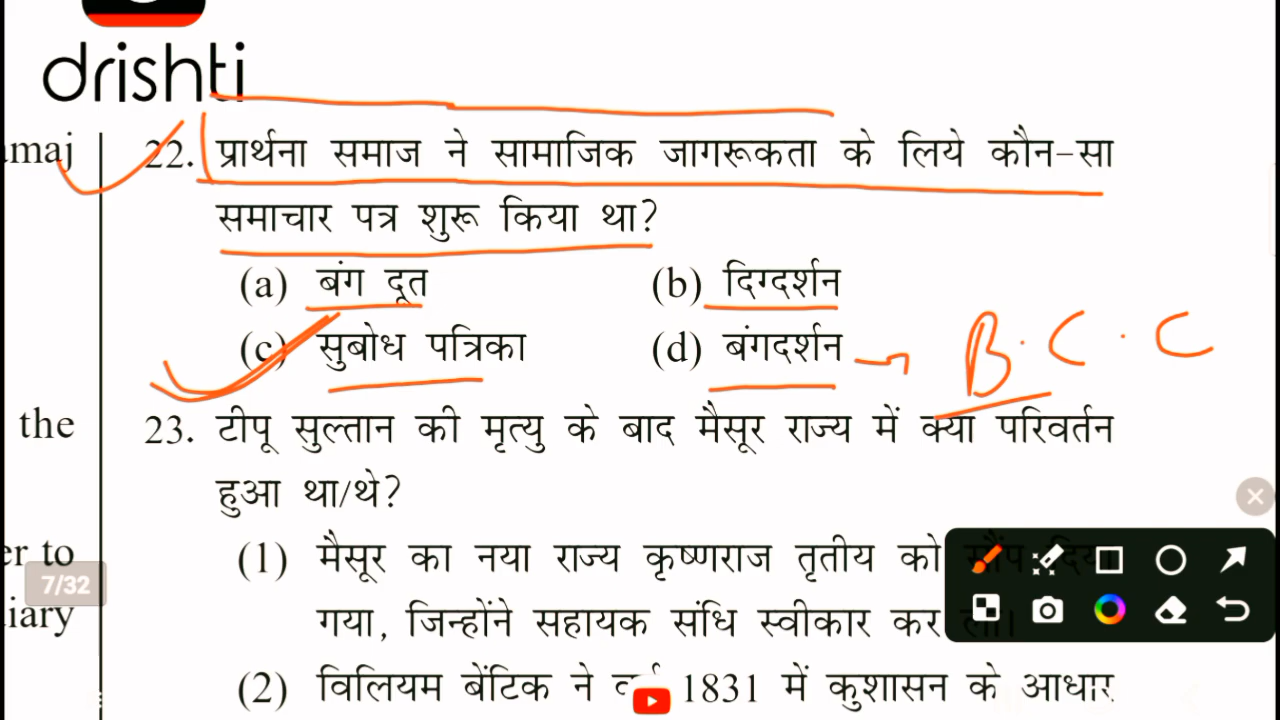 drishti
amaj
22. प्रार्थना समाज ने सामाजिक जागरूकता के लिये कौन-सा
समाचार पत्र शुरू किया था?
(a) बंग दूत (b) दिग्दर्शन
(c) सुबोध पत्रिका (d) बंगदर्शन → B.C.C
the
23. टीपू सुल्तान की मृत्यु के बाद मैसूर राज्य में क्या परिवर्तन
हुआ था/थे?
er to
(1) मैसूर का नया राज्य कृष्णराज तृतीय को सौंप दिया
7/32
iary
गया, जिन्होंने सहायक संधि स्वीकार कर ली।
(2) विलियम बेंटिक ने 1831 में कुशासन के आधार